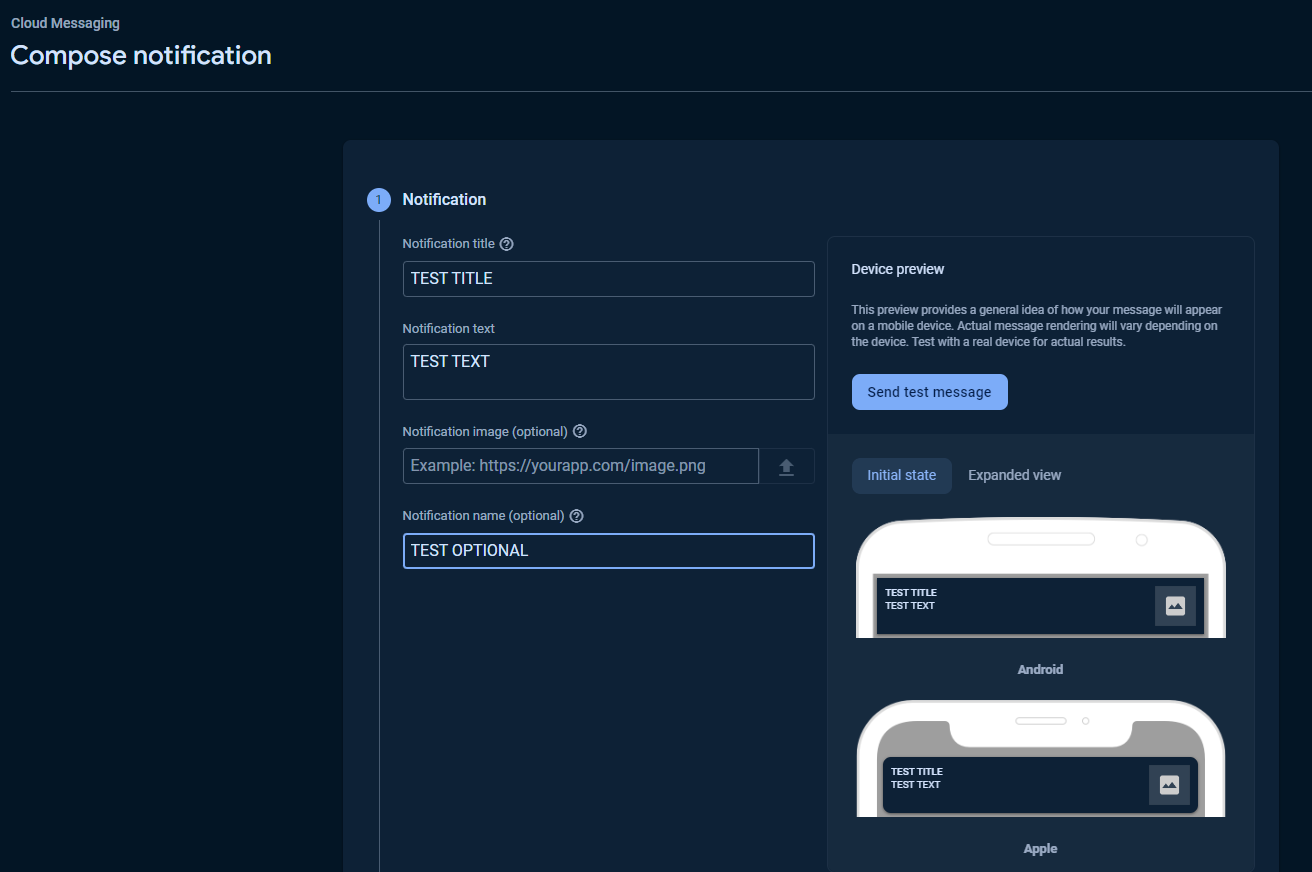 Cloud Messaging
Compose notification
1 Notification
Notification title
TEST TITLE
Notification text
TEST TEXT
Notification image (optional)
Example: https://yourapp.com/image.png
Notification name (optional)
TEST OPTIONAL
Device preview
This preview provides a general idea of how your message will appear
on a mobile device. Actual message rendering will vary depending on
the device. Test with a real device for actual results.
Send test message
Initial state Expanded view
TEST TITLE
TEST TEXT
Android
TEST TITLE
TEST TEXT
Apple